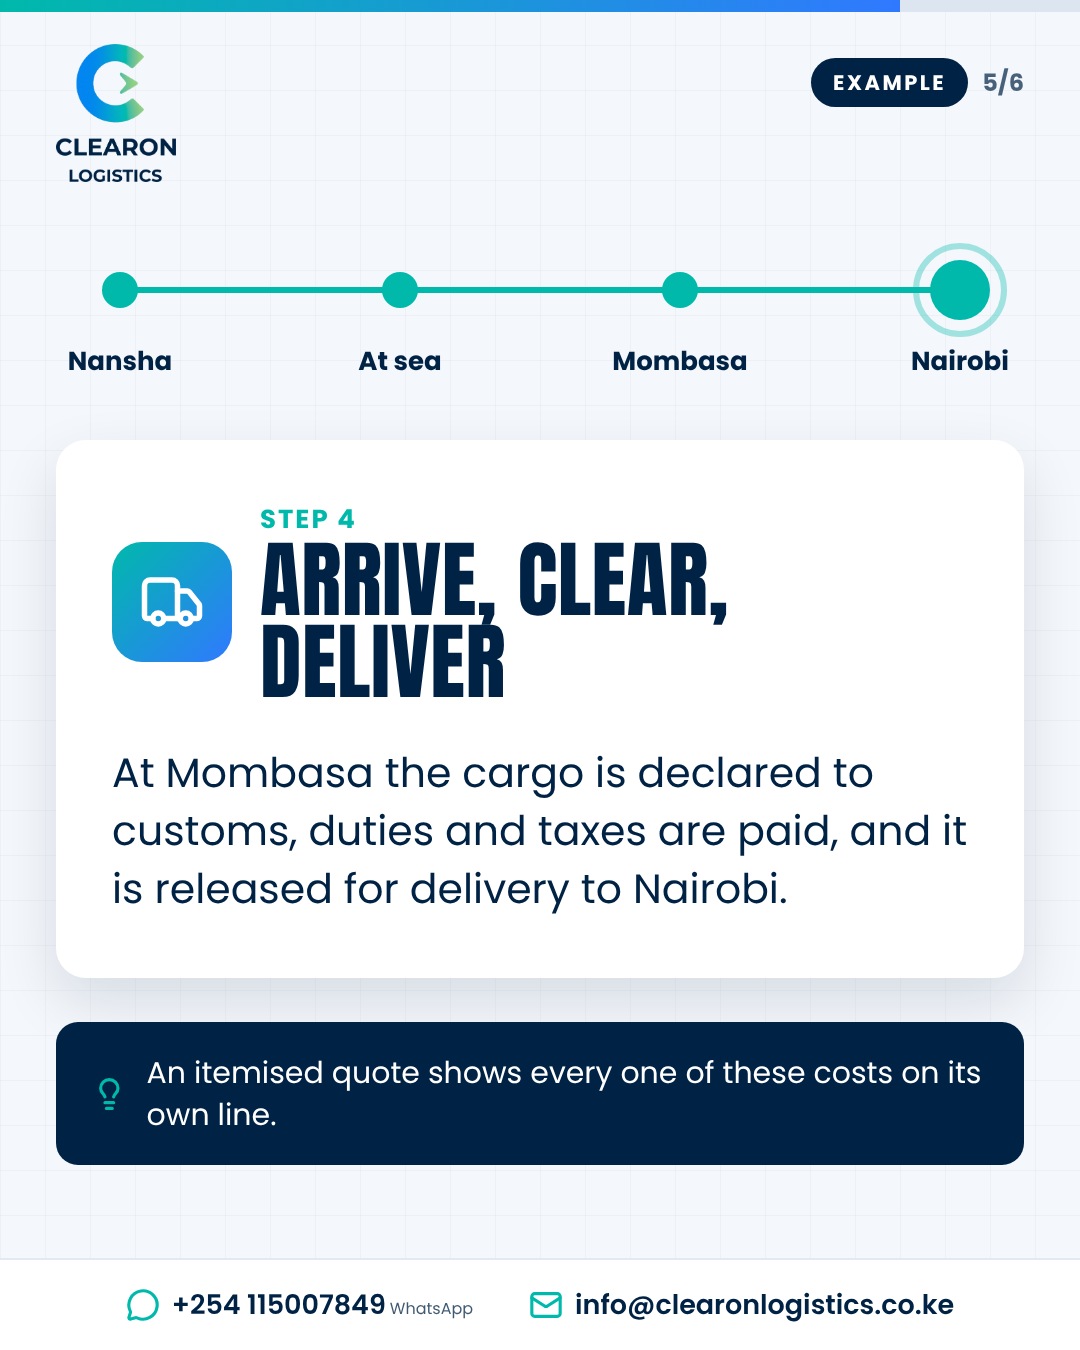 CLEARON
LOGISTICS
EXAMPLE 5/6
Nansha At sea Mombasa Nairobi
STEP 4
ARRIVE, CLEAR,
DELIVER
At Mombasa the cargo is declared to
customs, duties and taxes are paid, and it
is released for delivery to Nairobi.
An itemised quote shows every one of these costs on its
own line.
+254 115007849 WhatsApp info@clearonlogistics.co.ke